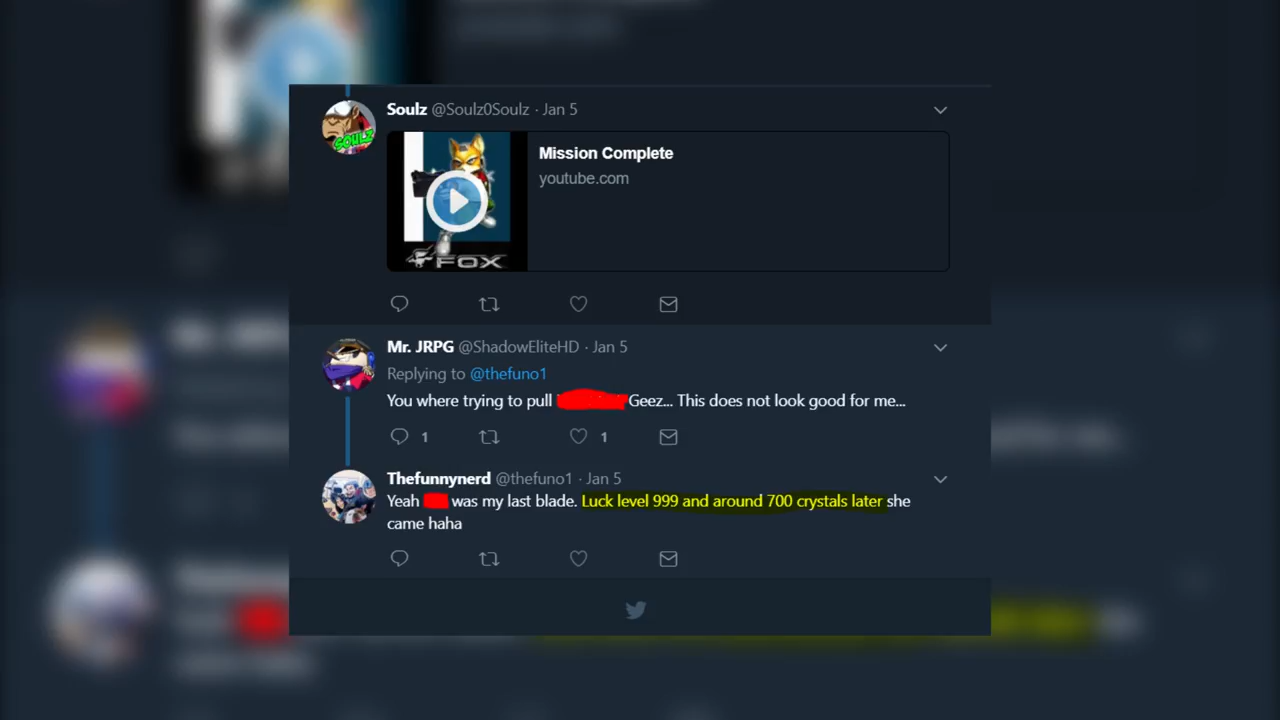 Soulz @Soulz0Soulz · Jan 5
SOULZ
Mission Complete
youtube.com
FOX
Mr. JRPG @ShadowEliteHD · Jan 5
Replying to @thefuno1
You where trying to pull Geez... This does not look good for me...
1 1
Thefunnynerd @thefuno1 · Jan 5
Yeah was my last blade. Luck level 999 and around 700 crystals later she
came haha